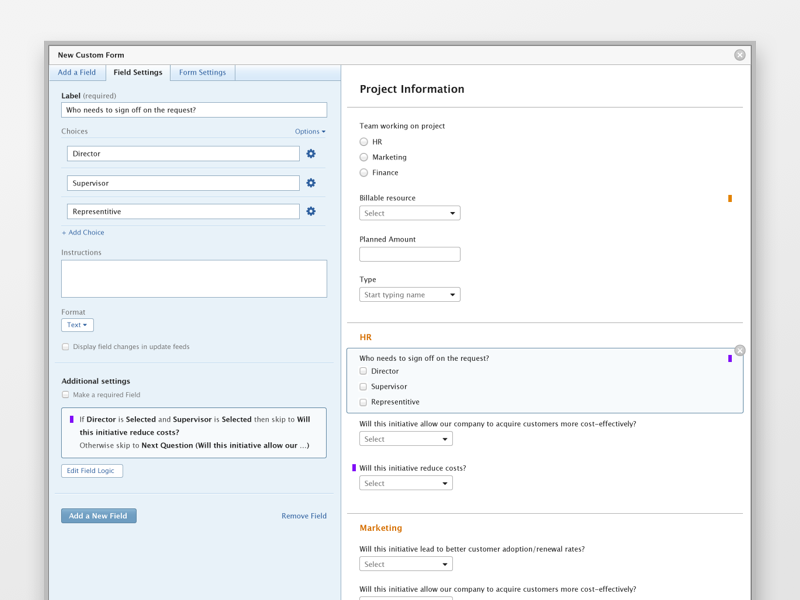 New Custom Form
Add a Field
Field Settings
Form Settings
Label (required)
Who needs to sign off on the request?
Choices
Options
Director
Supervisor
Representitive
+ Add Choice
Instructions
Format
Text
Display field changes in update feeds
Additional settings
Make a required Field
If Director is Selected and Supervisor is Selected then skip to Will
this initiative reduce costs?
Otherwise skip to Next Question (Will this initiative allow our ...)
Edit Field Logic
Add a New Field
Remove Field
Project Information
Team working on project
HR
Marketing
Finance
Billable resource
Select
Planned Amount
Type
Start typing name
HR
Who needs to sign off on the request?
Director
Supervisor
Representitive
Will this initiative allow our company to acquire customers more cost-effectively?
Select
Will this initiative reduce costs?
Select
Marketing
Will this initiative lead to better customer adoption/renewal rates?
Select
Will this initiative allow our company to acquire customers more cost-effectively?